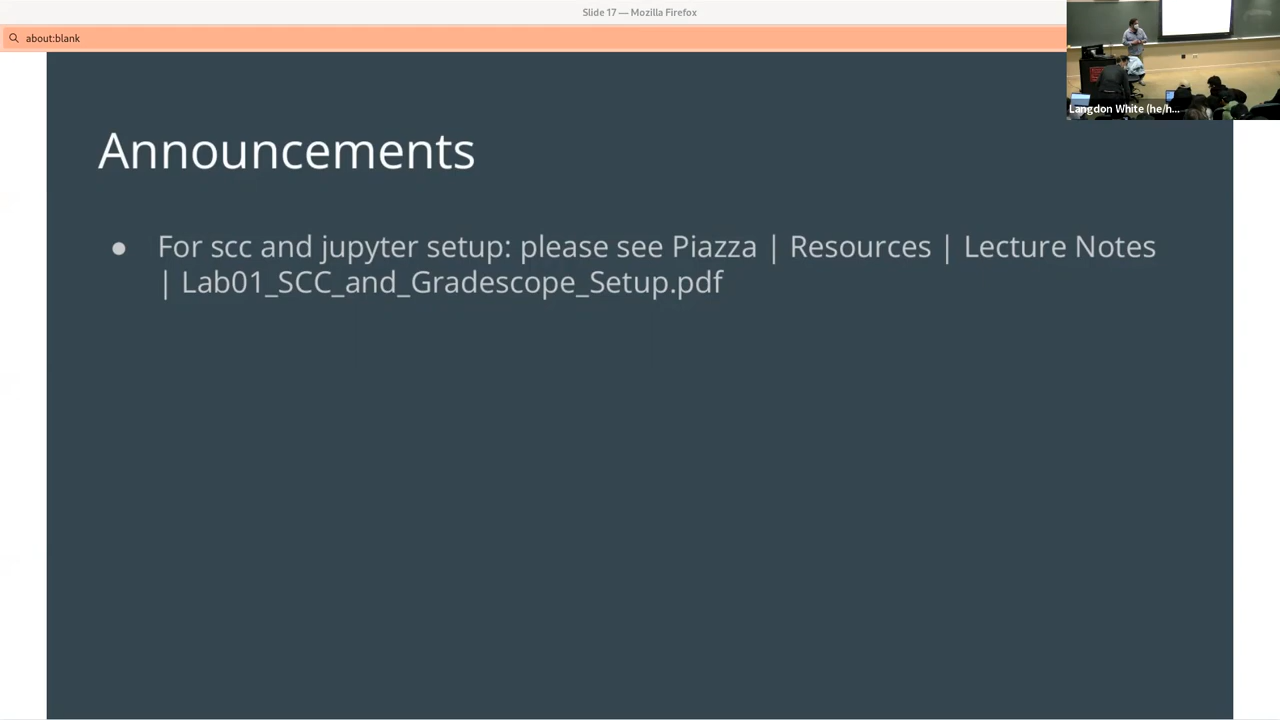 Slide 17 — Mozilla Firefox
about:blank
Langdon White (he/h...
Announcements
● For scc and jupyter setup: please see Piazza | Resources | Lecture Notes
| Lab01_SCC_and_Gradescope_Setup.pdf